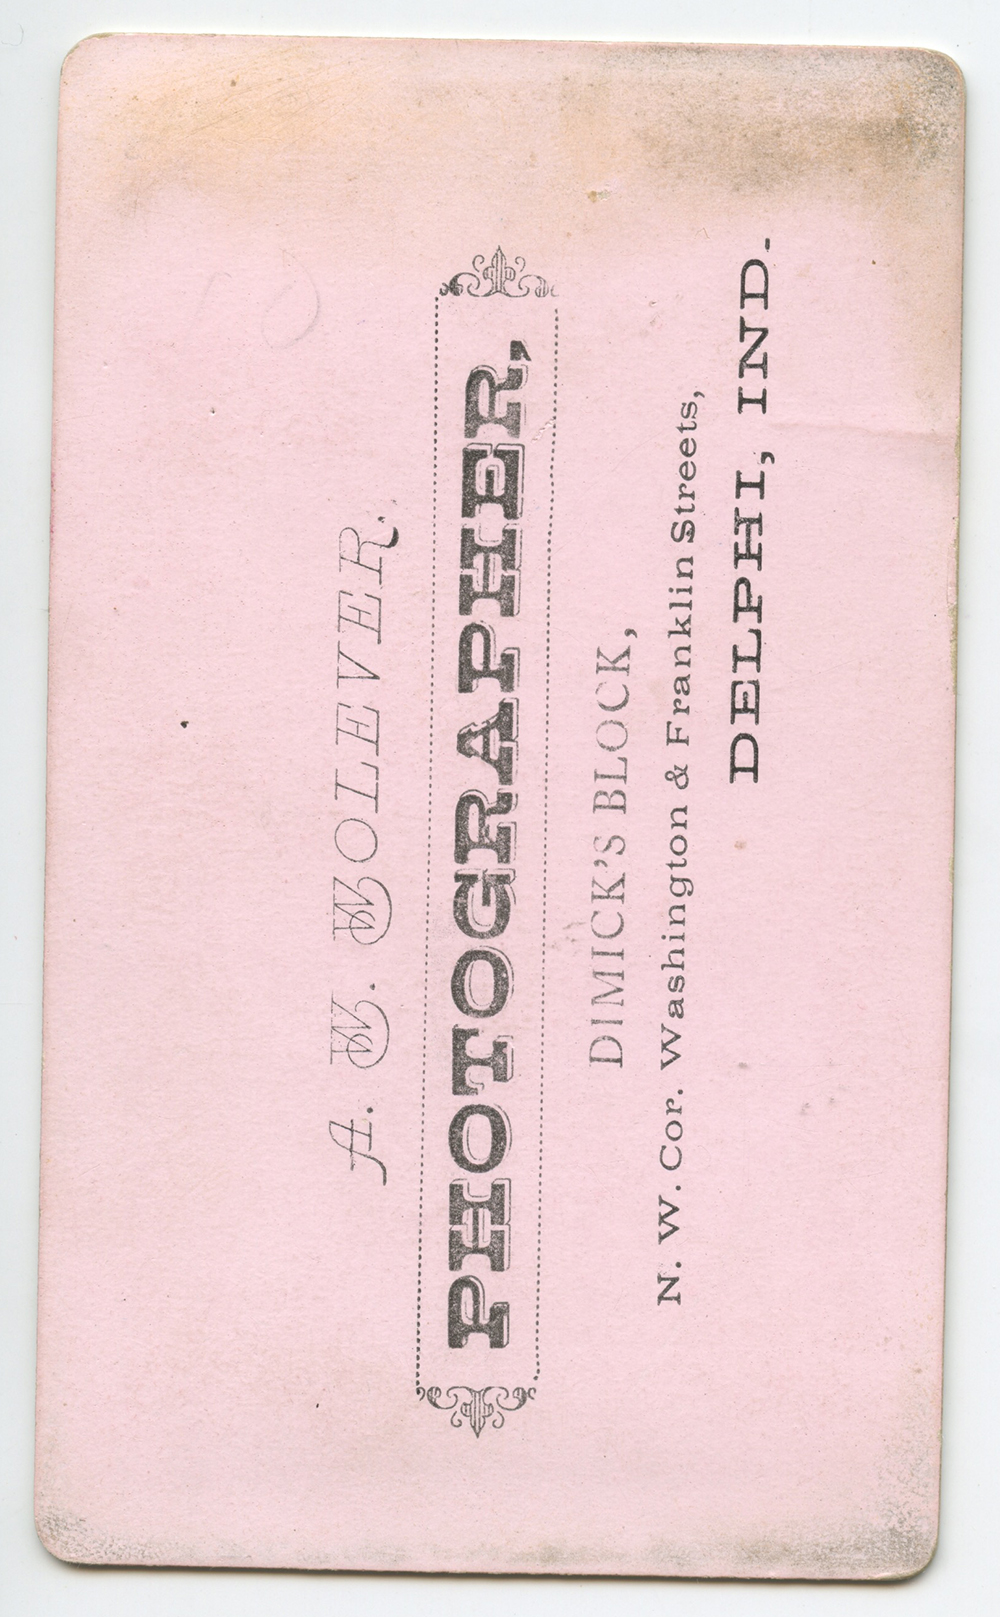 A. W. WOLEVER.
PHOTOGRAPHER,
DIMICK'S BLOCK,
N. W. Cor. Washington & Franklin Streets,
DELPHI, IND.